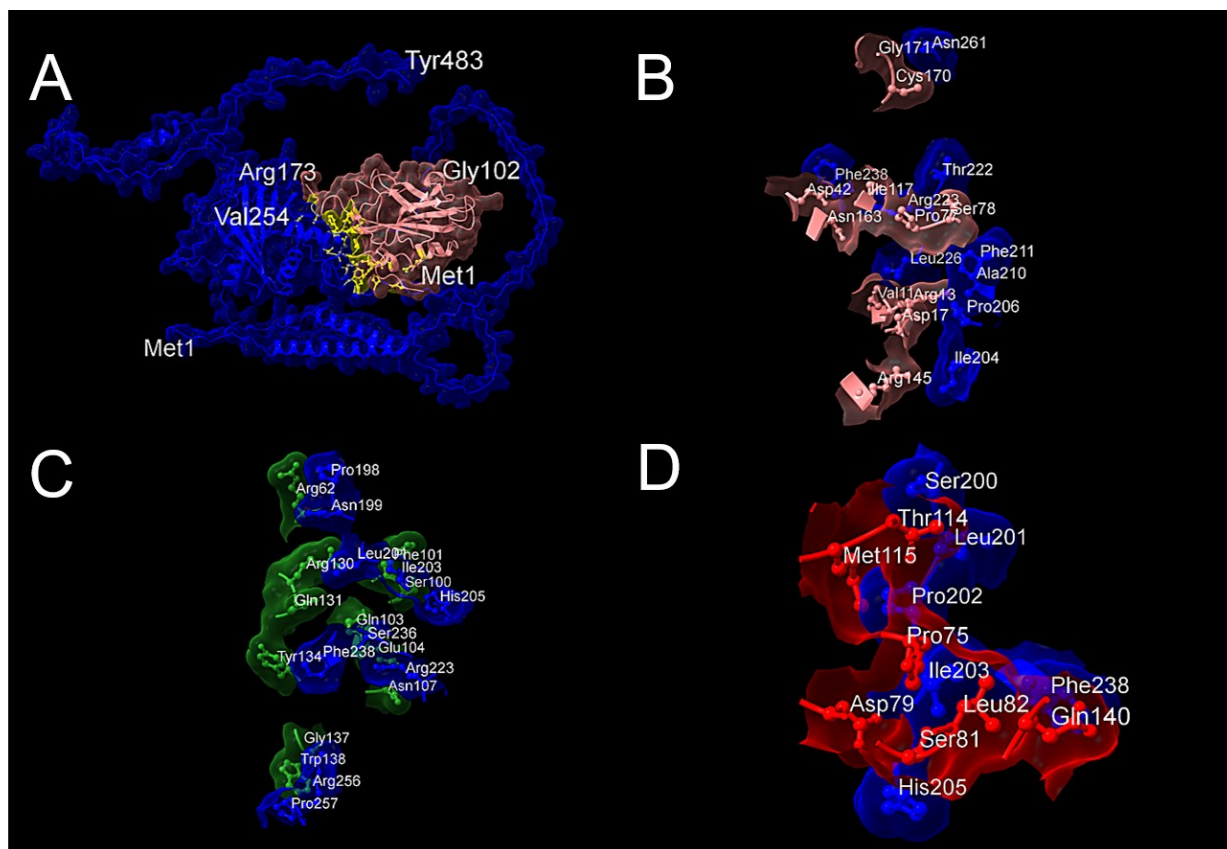 A
Tyr483
Arg173
Gly102
Val254
Met1
Met1
B
Gly171
Asn261
Cys170
Phe238
Thr222
Asp42
Ile117
Arg223
Asn163
Pro77
Ser78
Leu226
Phe211
Ala210
Val11
Arg13
Asp17
Pro206
Ile204
Arg145
C
Pro198
Arg62
Asn199
Leu201
Phe101
Arg130
Ile203
Ser100
Gln131
His205
Gln103
Ser236
Tyr134
Phe238
Glu104
Arg223
Asn107
Gly137
Trp138
Arg256
Pro257
D
Ser200
Thr114
Leu201
Met115
Pro202
Pro75
Ile203
Phe238
Asp79
Leu82
Gln140
Ser81
His205